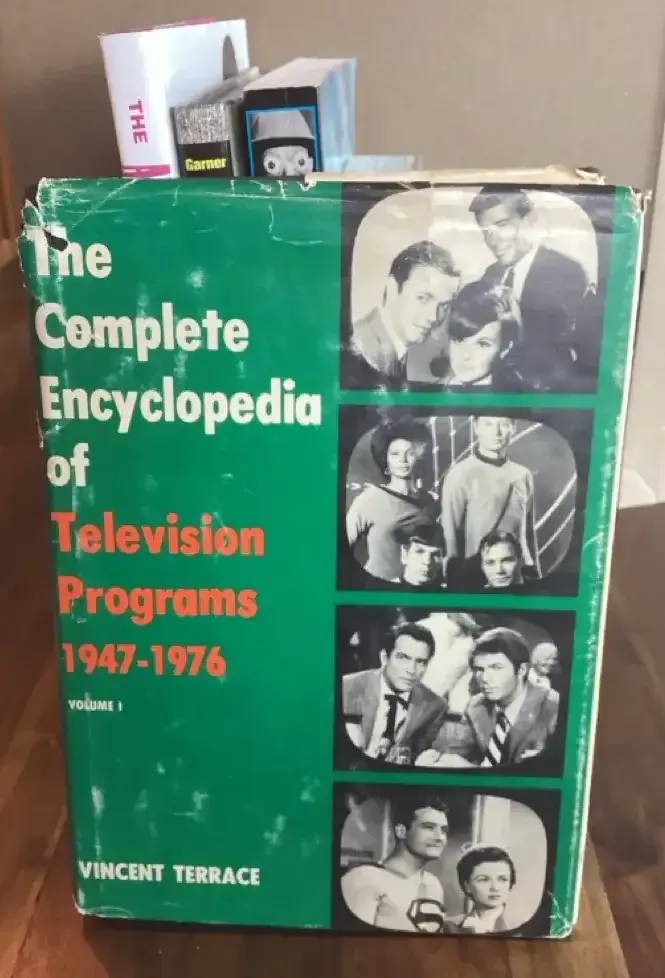 THE
Garner
The
Complete
Encyclopedia
of
Television
Programs
1947-1976
VOLUME I
VINCENT TERRACE
S